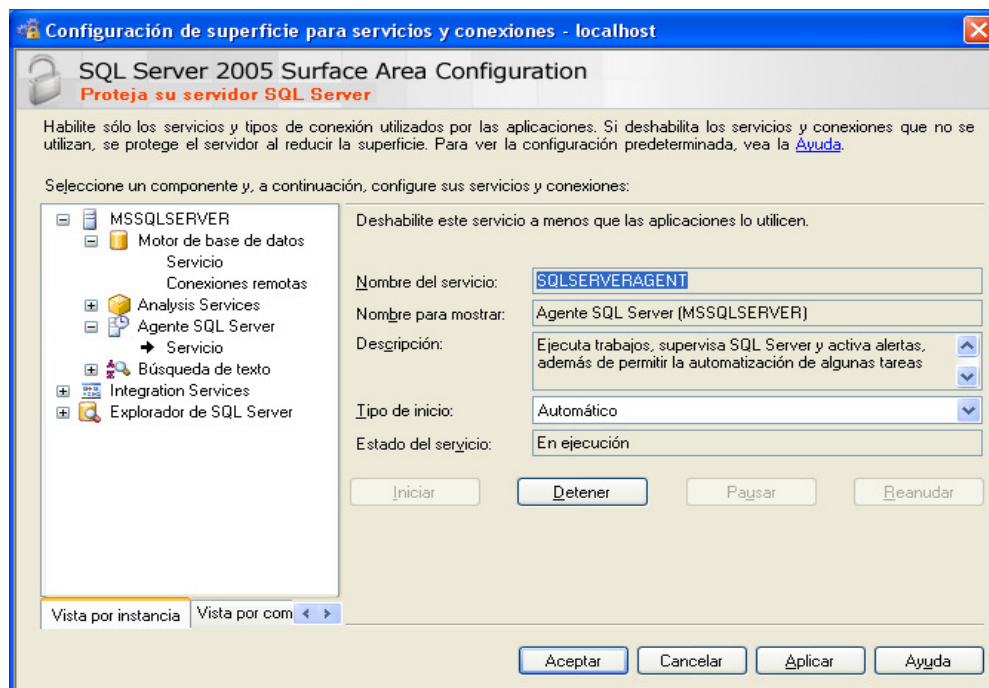 Configuración de superficie para servicios y conexiones - localhost
SQL Server 2005 Surface Area Configuration
Proteja su servidor SQL Server
Habilite sólo los servicios y tipos de conexión utilizados por las aplicaciones. Si deshabilita los servicios y conexiones que no se
utilizan, se protege el servidor al reducir la superficie. Para ver la configuración predeterminada, vea la Ayuda.
Seleccione un componente y, a continuación, configure sus servicios y conexiones:
MSSQLSERVER
Motor de base de datos
Servicio
Conexiones remotas
Analysis Services
Agente SQL Server
Servicio
Búsqueda de texto
Integration Services
Explorador de SQL Server
Vista por instancia
Vista por com
Deshabilite este servicio a menos que las aplicaciones lo utilicen.
Nombre del servicio: SQLSERVERAGENT
Nombre para mostrar: Agente SQL Server (MSSQLSERVER)
Descripción: Ejecuta trabajos, supervisa SQL Server y activa alertas,
además de permitir la automatización de algunas tareas
Tipo de inicio: Automático
Estado del servicio: En ejecución
Iniciar Detener Pausar Reanudar
Aceptar Cancelar Aplicar Ayuda